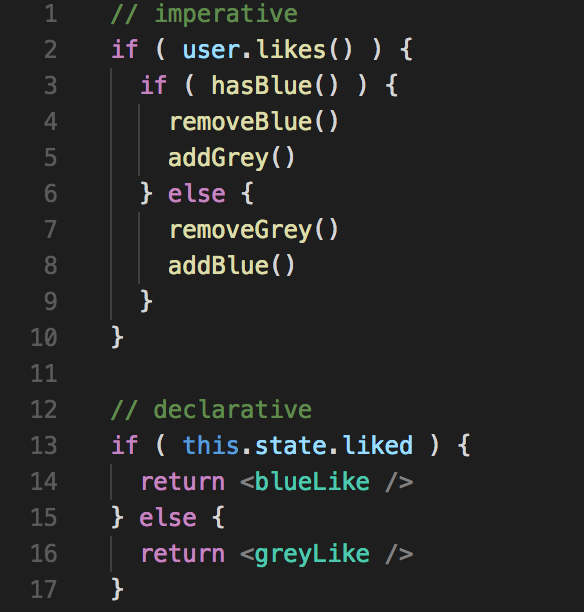 1 // imperative
2 if ( user.likes() ) {
3 if ( hasBlue() ) {
4 removeBlue()
5 addGrey()
6 } else {
7 removeGrey()
8 addBlue()
9 }
10 }
11
12 // declarative
13 if ( this.state.liked ) {
14 return <blueLike />
15 } else {
16 return <greyLike />
17 }